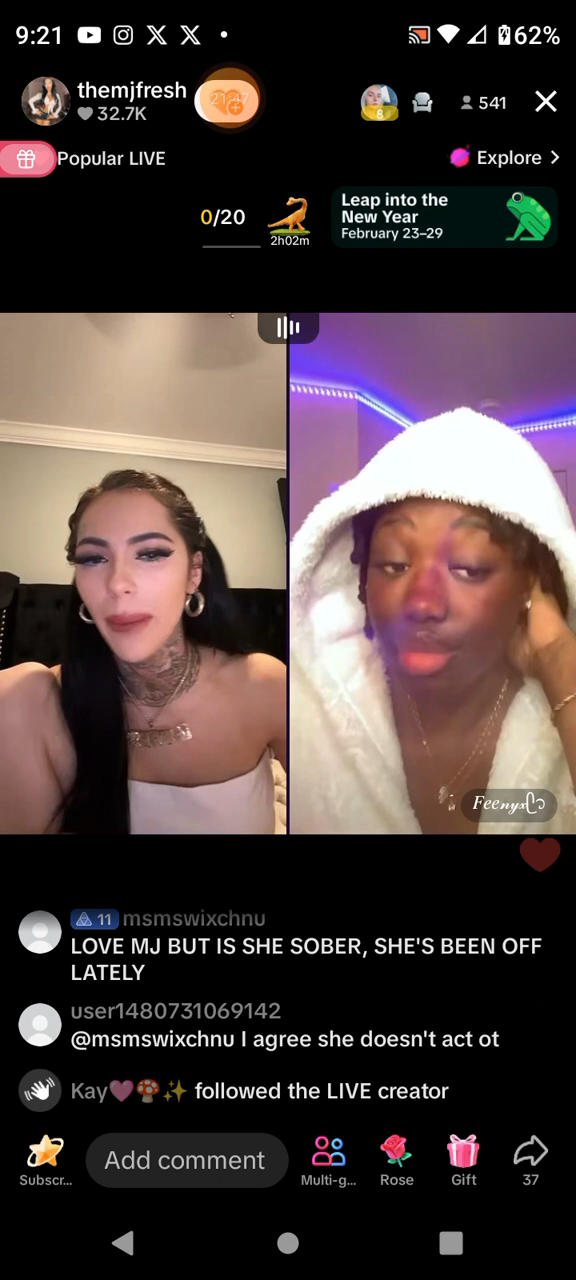 9:21
62%
themjfresh
32.7K
8
541
Popular LIVE
Explore
0/20
2h02m
Leap into the
New Year
February 23–29
Feenyx
11 msmswixchnu
LOVE MJ BUT IS SHE SOBER, SHE'S BEEN OFF
LATELY
user1480731069142
@msmswixchnu I agree she doesn't act ot
Kay🩷🍄✨ followed the LIVE creator
Add comment
Subscr...
Multi-g...
Rose
Gift
37